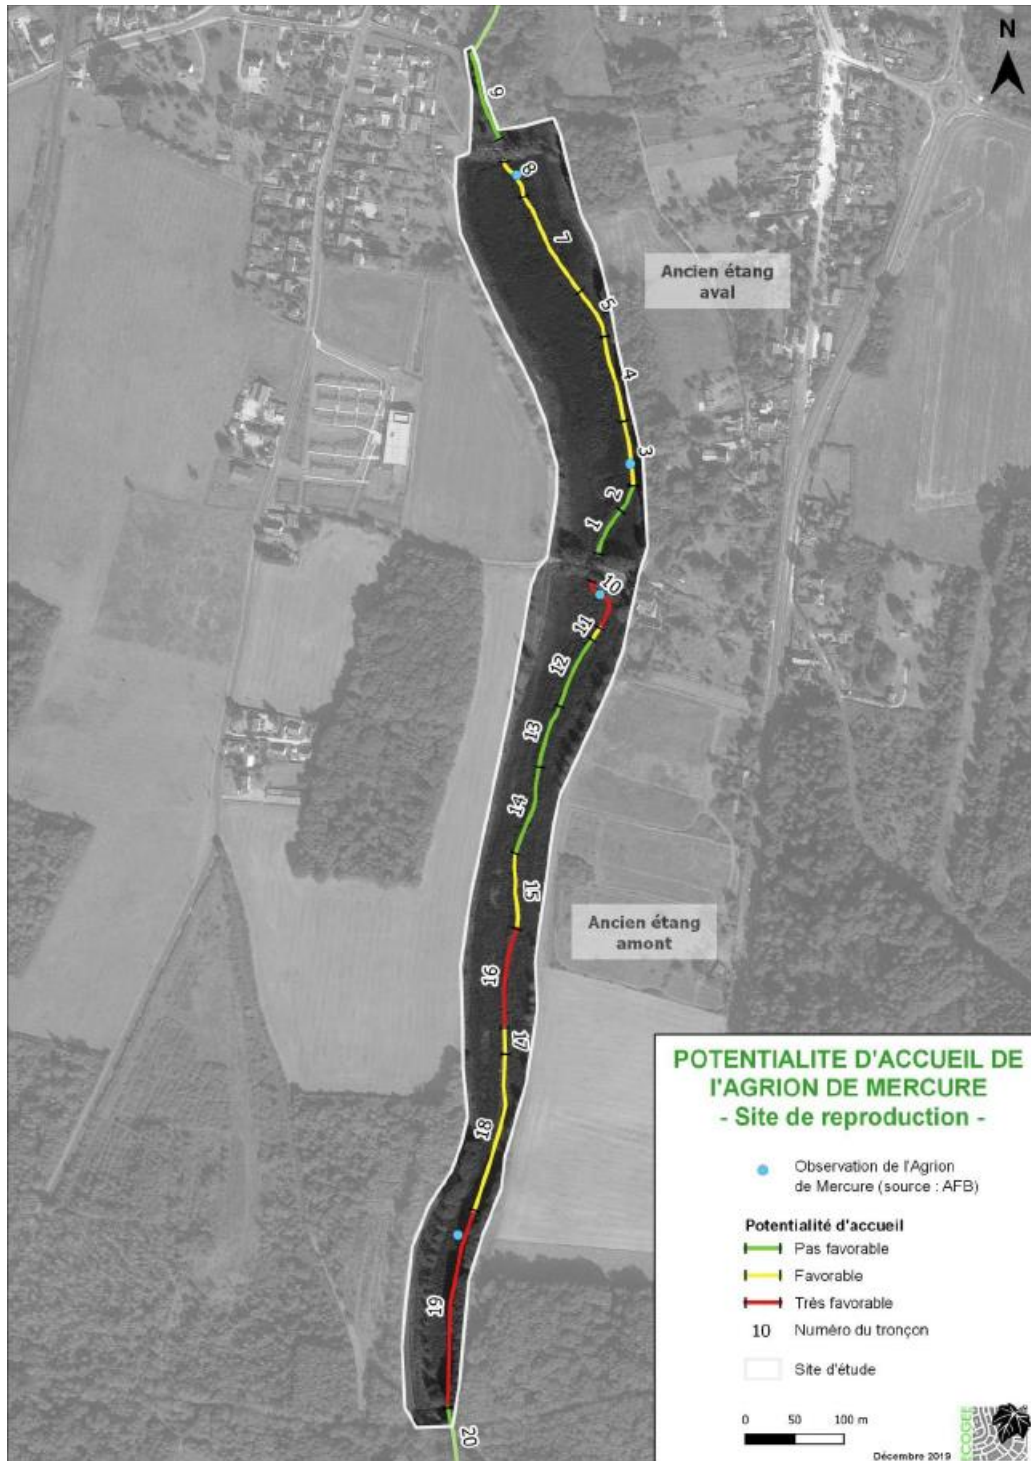 N
9
8
7
Ancien étang
aval
5
4
3
2
1
10
11
12
13
14
15
Ancien étang
amont
16
17
18
19
20
POTENTIALITE D'ACCUEIL DE
l'AGRION DE MERCURE
- Site de reproduction -
Observation de l'Agrion
de Mercure (source : AFB)
Potentialité d'accueil
Pas favorable
Favorable
Très favorable
10 Numéro du tronçon
Site d'étude
0 50 100 m
ECOGEE
Décembre 2019